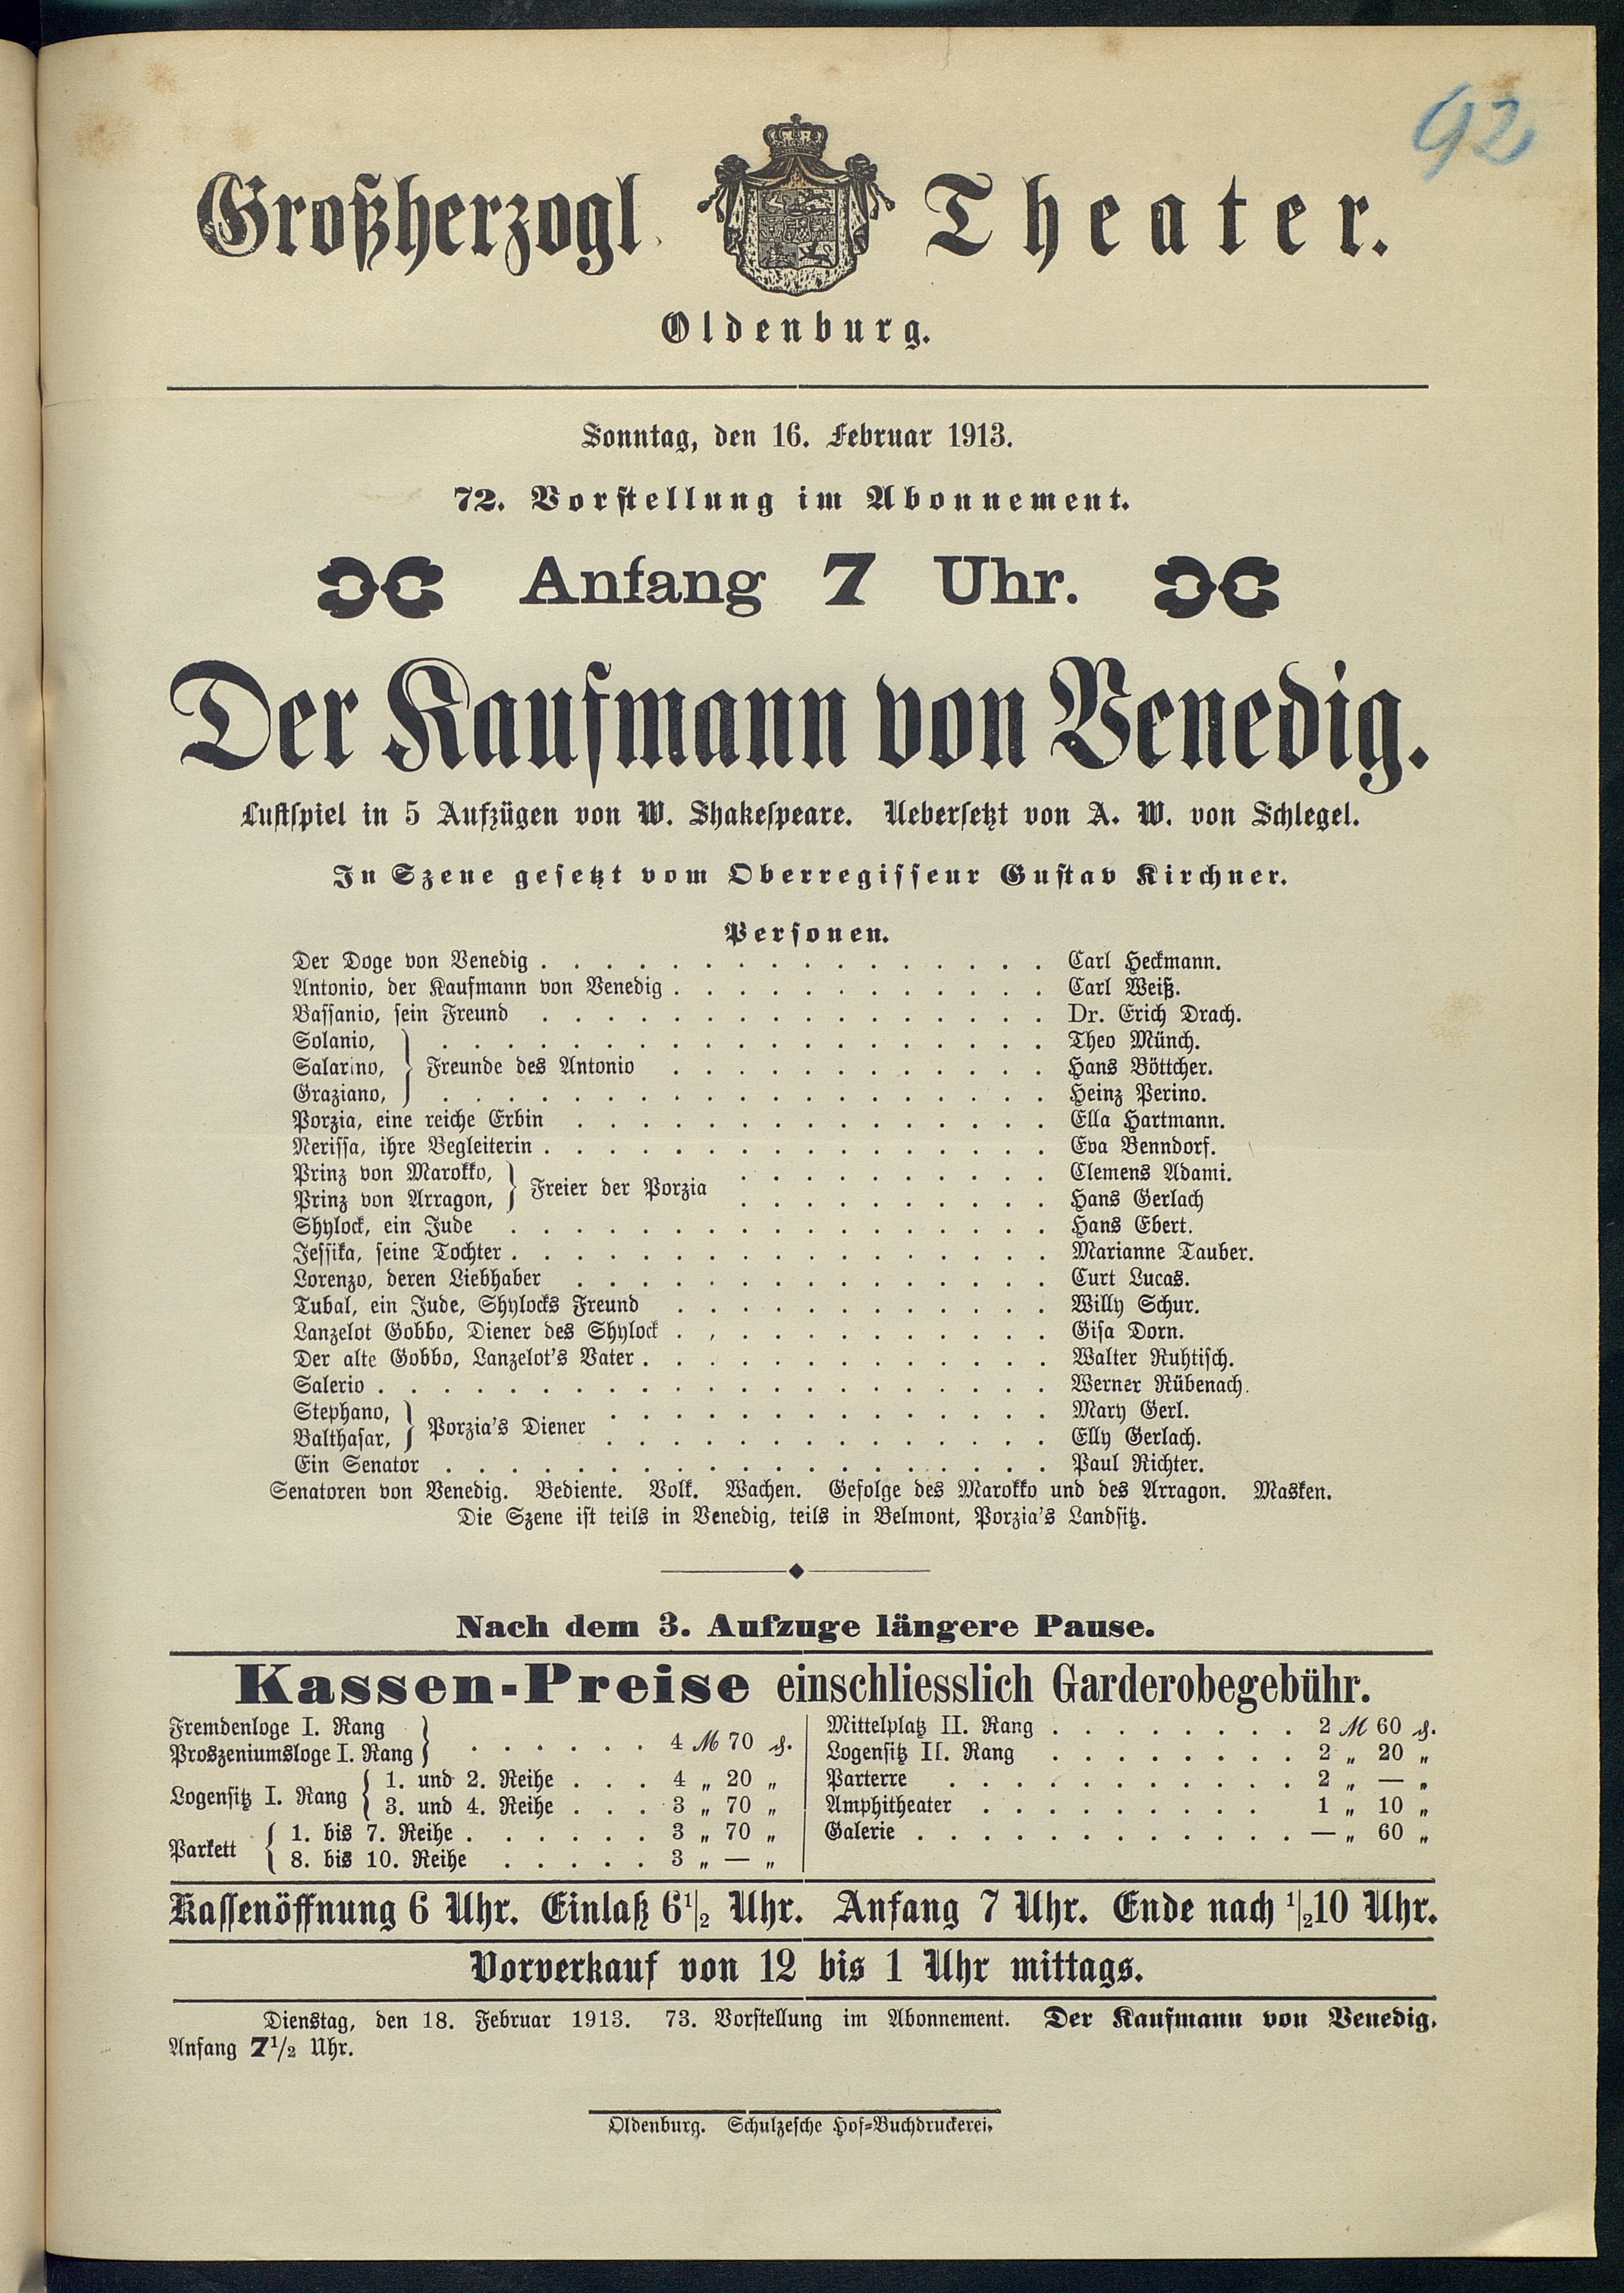 92
Großherzogl. Theater.
Oldenburg.
Sonntag, den 16. Februar 1913.
72. Vorstellung im Abonnement.
Anfang 7 Uhr.
Der Kaufmann von Venedig.
Lustspiel in 5 Aufzügen von W. Shakespeare. Uebersetzt von A. W. von Schlegel.
In Szene gesetzt vom Oberregisseur Gustav Kirchner.
Personen.
Der Doge von Venedig . . . . . . . . . . . . . . . . Carl Heckmann.
Antonio, der Kaufmann von Venedig . . . . . . . . . . . . Carl Weiß.
Bassanio, sein Freund . . . . . . . . . . . . . . . . Dr. Erich Drach.
Solanio, . . . . . . . . . . . . . . . . . . . Theo Münch.
Salarino, } Freunde des Antonio . . . . . . . . . . . . Hans Böttcher.
Graziano, . . . . . . . . . . . . . . . . . . . Heinz Perino.
Porzia, eine reiche Erbin . . . . . . . . . . . . . . . Ella Hartmann.
Nerissa, ihre Begleiterin . . . . . . . . . . . . . . . . Eva Benndorf.
Prinz von Marokko, } Freier der Porzia . . . . . . . . . . Clemens Adami.
Prinz von Arragon, . . . . . . . . . . Hans Gerlach
Shylock, ein Jude . . . . . . . . . . . . . . . . . Hans Ebert.
Jessika, seine Tochter . . . . . . . . . . . . . . . . . Marianne Tauber.
Lorenzo, deren Liebhaber . . . . . . . . . . . . . . . Curt Lucas.
Tubal, ein Jude, Shylocks Freund . . . . . . . . . . . . Willy Schur.
Lanzelot Gobbo, Diener des Shylock . , . . . . . . . . . . Gisa Dorn.
Der alte Gobbo, Lanzelot's Vater . . . . . . . . . . . . . Walter Ruhtisch.
Salerio . . . . . . . . . . . . . . . . . . . . . Werner Rübenach.
Stephano, } Porzia's Diener . . . . . . . . . . . . . . Mary Gerl.
Balthasar, . . . . . . . . . . . . . . Elly Gerlach.
Ein Senator . . . . . . . . . . . . . . . . . . . Paul Richter.
Senatoren von Venedig. Bediente. Volk. Wachen. Gefolge des Marokko und des Arragon. Masken.
Die Szene ist teils in Venedig, teils in Belmont, Porzia's Landsitz.
Nach dem 3. Aufzuge längere Pause.
Kassen-Preise einschliesslich Garderobegebühr.
Fremdenloge I. Rang
Proszeniumsloge I. Rang } . . . . . . 4 ℳ 70 ₰.
Logensitz I. Rang { 1. und 2. Reihe . . . 4 „ 20 „
3. und 4. Reihe . . . 3 „ 70 „
Parkett { 1. bis 7. Reihe . . . . . . 3 „ 70 „
8. bis 10. Reihe . . . . . 3 „ — „
Mittelplatz II. Rang . . . . . . . . 2 ℳ 60 ₰.
Logensitz II. Rang . . . . . . . . 2 „ 20 „
Parterre . . . . . . . . . . . 2 „ — „
Amphitheater . . . . . . . . . 1 „ 10 „
Galerie . . . . . . . . . . . . — „ 60 „
Kassenöffnung 6 Uhr. Einlaß 6 1/2 Uhr. Anfang 7 Uhr. Ende nach 1/2 10 Uhr.
Vorverkauf von 12 bis 1 Uhr mittags.
Dienstag, den 18. Februar 1913. 73. Vorstellung im Abonnement. Der Kaufmann von Venedig.
Anfang 7 1/2 Uhr.
Oldenburg. Schulzesche Hof=Buchdruckerei.